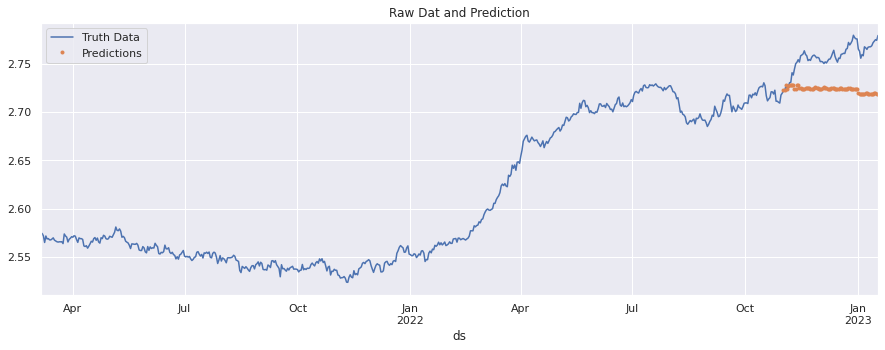 Raw Dat and Prediction
Truth Data
Predictions
2.75
2.70
2.65
2.60
2.55
Apr
Jul
Oct
Jan
2022
Apr
Jul
Oct
Jan
2023
ds